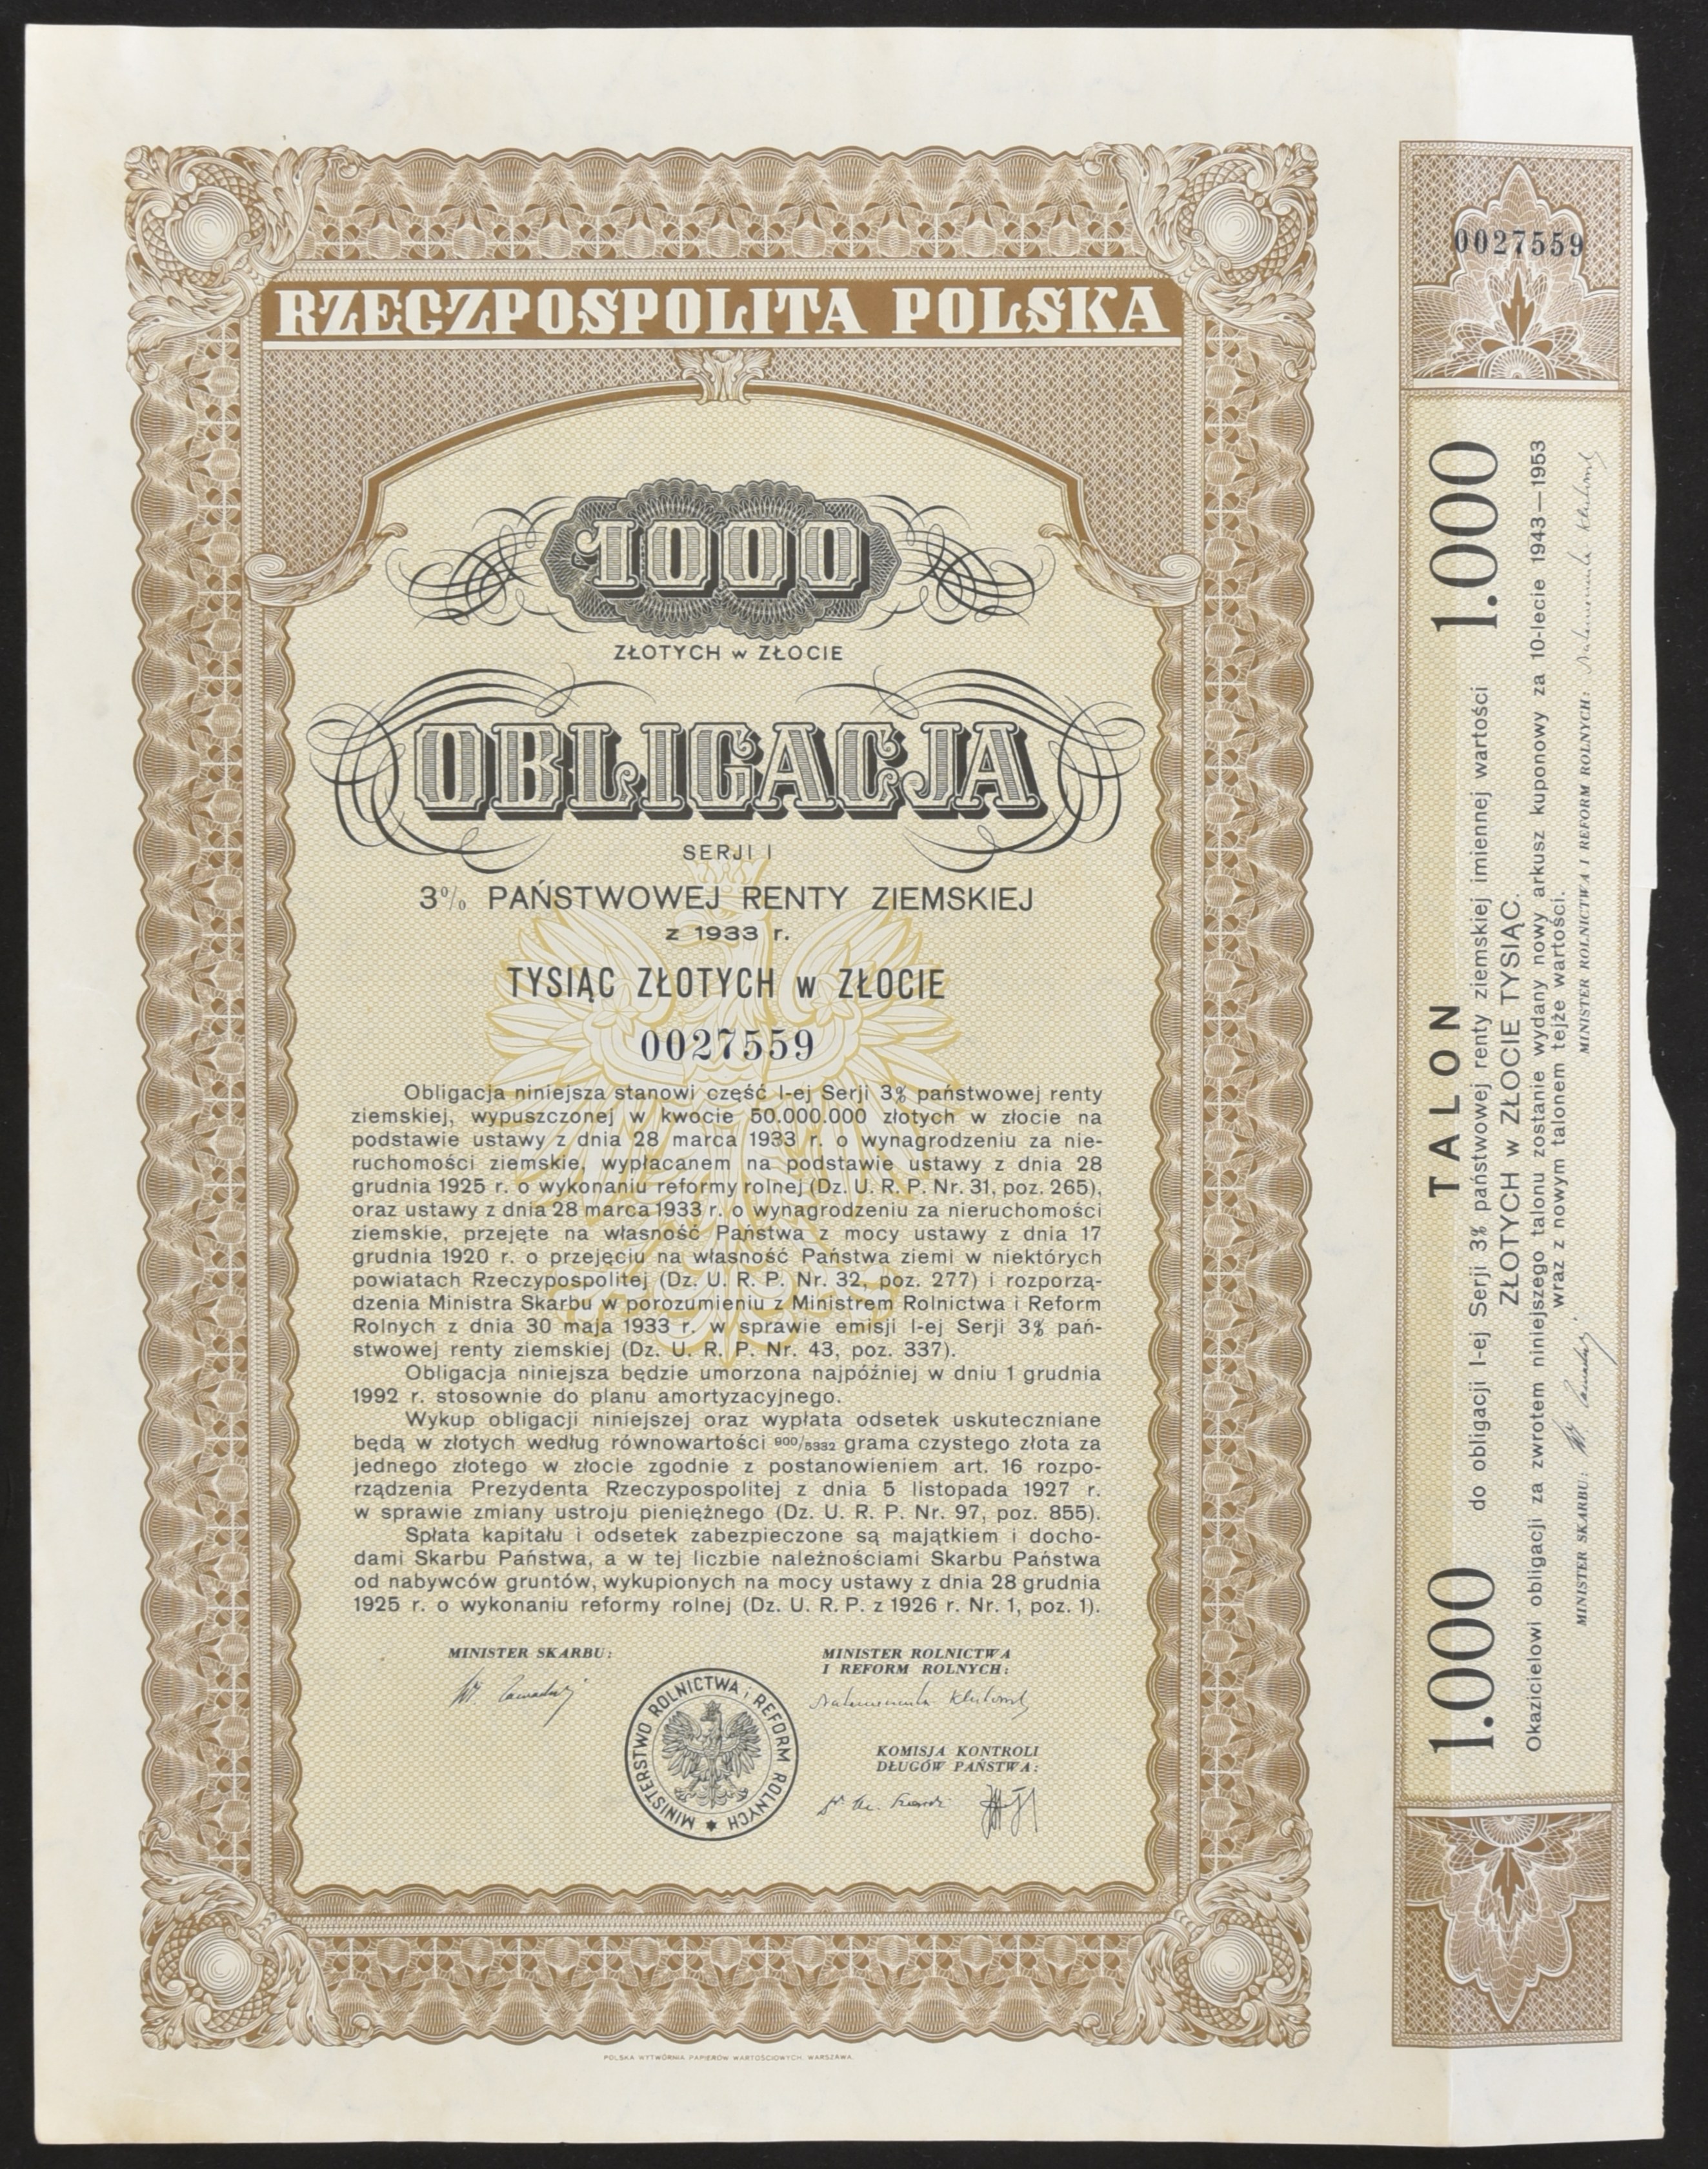 RZECZPOSPOLITA POLSKA
1000
ZŁOTYCH w ZŁOCIE
OBLIGACJA
SERJI I
3% PAŃSTWOWEJ RENTY ZIEMSKIEJ
z 1933 r.
TYSIĄC ZŁOTYCH w ZŁOCIE
0027559
Obligacja niniejsza stanowi część I-ej Serji 3% państwowej renty
ziemskiej, wypuszczonej w kwocie 50.000.000 złotych w złocie na
podstawie ustawy z dnia 28 marca 1933 r. o wynagrodzeniu za nie-
ruchomości ziemskie, wypłacanem na podstawie ustawy z dnia 28
grudnia 1925 r. o wykonaniu reformy rolnej (Dz. U. R. P. Nr. 31, poz. 265),
oraz ustawy z dnia 28 marca 1933 r. o wynagrodzeniu za nieruchomości
ziemskie, przejęte na własność Państwa z mocy ustawy z dnia 17
grudnia 1920 r. o przejęciu na własność Państwa ziemi w niektórych
powiatach Rzeczypospolitej (Dz. U. R. P. Nr. 32, poz. 277) i rozporzą-
dzenia Ministra Skarbu w porozumieniu z Ministrem Rolnictwa i Reform
Rolnych z dnia 30 maja 1933 r. w sprawie emisji I-ej Serji 3% pań-
stwowej renty ziemskiej (Dz. U. R. P. Nr. 43, poz. 337).
Obligacja niniejsza będzie umorzona najpóźniej w dniu 1 grudnia
1992 r. stosownie do planu amortyzacyjnego.
Wykup obligacji niniejszej oraz wypłata odsetek uskuteczniane
będą w złotych według równowartości 900/5332 grama czystego złota za
jednego złotego w złocie zgodnie z postanowieniem art. 16 rozpo-
rządzenia Prezydenta Rzeczypospolitej z dnia 5 listopada 1927 r.
w sprawie zmiany ustroju pieniężnego (Dz. U. R. P. Nr. 97, poz. 855).
Spłata kapitału i odsetek zabezpieczone są majątkiem i docho-
dami Skarbu Państwa, a w tej liczbie należnościami Skarbu Państwa
od nabywców gruntów, wykupionych na mocy ustawy z dnia 28 grudnia
1925 r. o wykonaniu reformy rolnej (Dz. U. R. P. z 1926 r. Nr. 1, poz. 1).
MINISTER SKARBU:
MINISTER ROLNICTWA
I REFORM ROLNYCH:
MINISTERSTWO ROLNICTWA i REFORM ROLNYCH
KOMISJA KONTROLI
DŁUGÓW PAŃSTWA:
POLSKA WYTWÓRNIA PAPIERÓW WARTOŚCIOWYCH. WARSZAWA.
0027559
TALON
1.000 do obligacji I-ej Serji 3% państwowej renty ziemskiej imiennej wartości 1.000
ZŁOTYCH w ZŁOCIE TYSIĄC.
Okazicielowi obligacji za zwrotem niniejszego talonu zostanie wydany nowy arkusz kuponowy za 10-lecie 1943—1953
wraz z nowym talonem tejże wartości.
MINISTER SKARBU:
MINISTER ROLNICTWA I REFORM ROLNYCH: